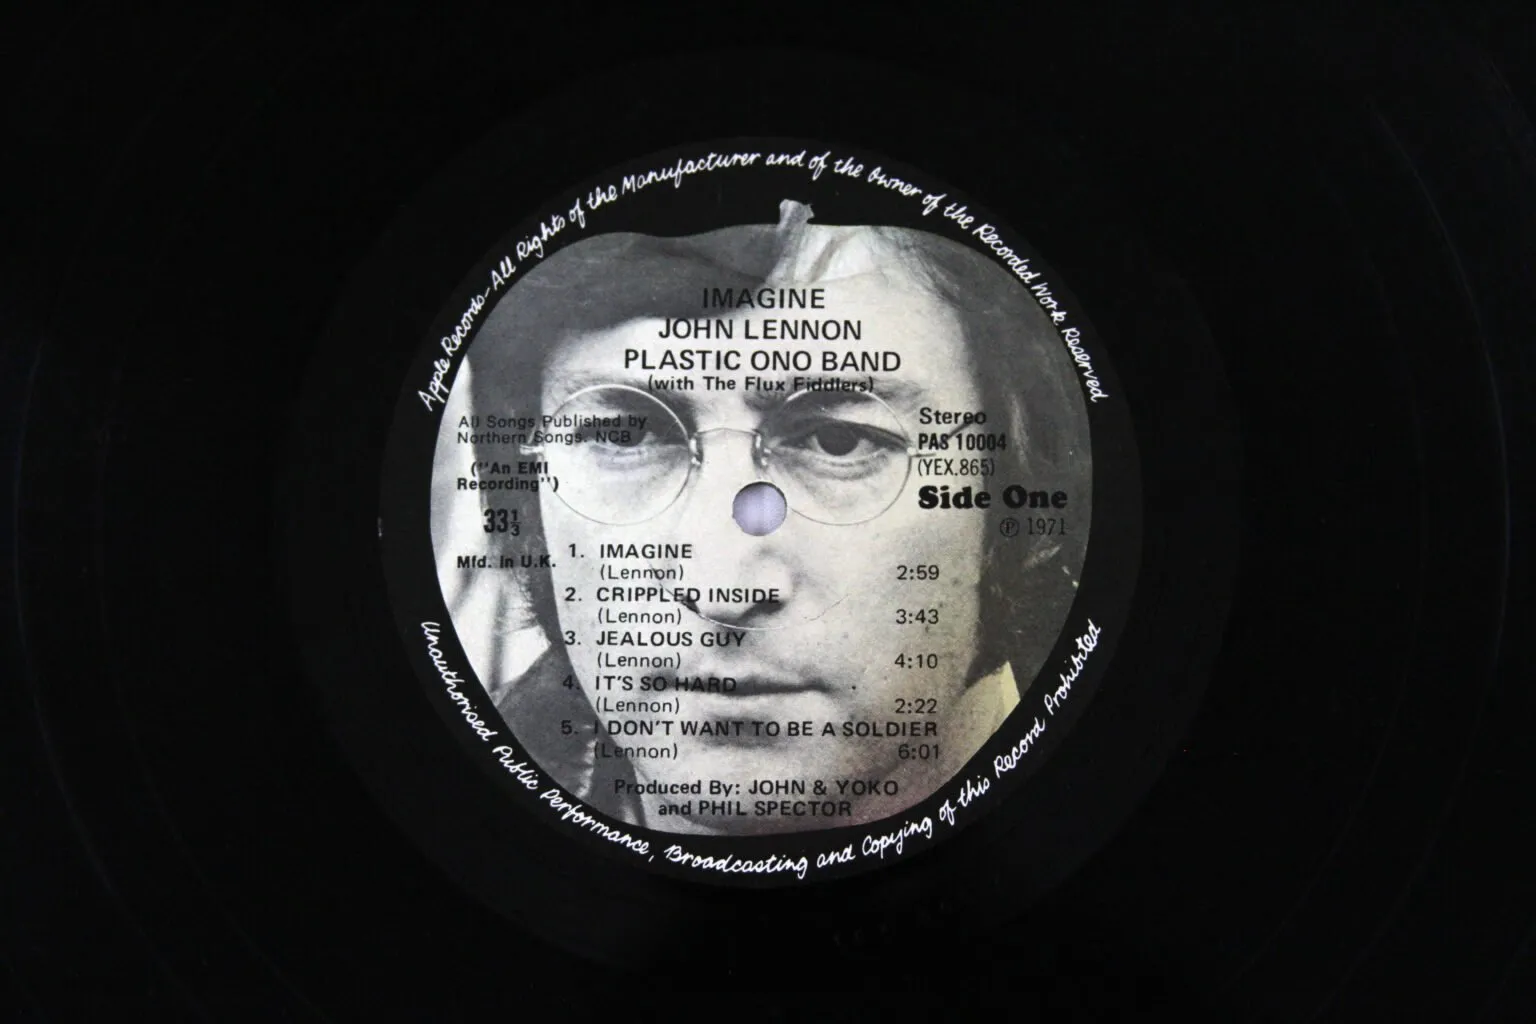 Apple Records - All Rights of the Manufacturer and of the Owner of the Recorded Work Reserved
IMAGINE
JOHN LENNON
PLASTIC ONO BAND
(with The Flux Fiddlers)
All Songs Published by
Northern Songs. NCB
("An EMI
Recording")
33⅓
Mfd. in U.K.
Stereo
PAS 10004
(YEX.865)
Side One
℗ 1971
1. IMAGINE
(Lennon) 2:59
2. CRIPPLED INSIDE
(Lennon) 3:43
3. JEALOUS GUY
(Lennon) 4:10
4. IT'S SO HARD
(Lennon) 2:22
5. I DON'T WANT TO BE A SOLDIER
(Lennon) 6:01
Produced By: JOHN & YOKO
and PHIL SPECTOR
Unauthorised Public Performance, Broadcasting and Copying of this Record Prohibited